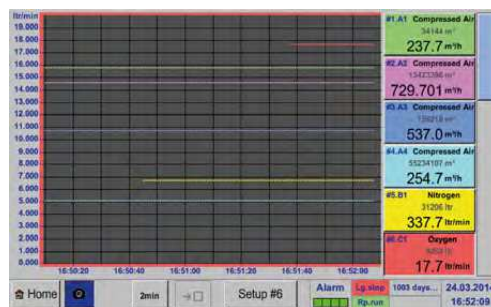 ltr/min
19.000
18.000
17.000
16.000
15.000
14.000
13.000
12.000
11.000
10.000
9.000
8.000
7.000
6.000
5.000
4.000
3.000
2.000
1.000
0.000
16:50:20 16:50:40 16:51:00 16:51:20 16:51:40 16:52:00
#1.A1 Compressed Air
34144 m³
237.7 m³/h
#2.A2 Compressed Air
m³
729.701 m³/h
#3.A3 Compressed Air
m³
537.0 m³/h
#4.A4 Compressed Air
55234107 m³
254.7 m³/h
#5.B1 Nitrogen
31206 ltr
337.7 ltr/min
#6.C1 Oxygen
ltr
17.7 ltr/min
Home
2min
Setup #6
Alarm
Lg.stop
Rp.run
1003 days...
24.03.2014
16:52:09